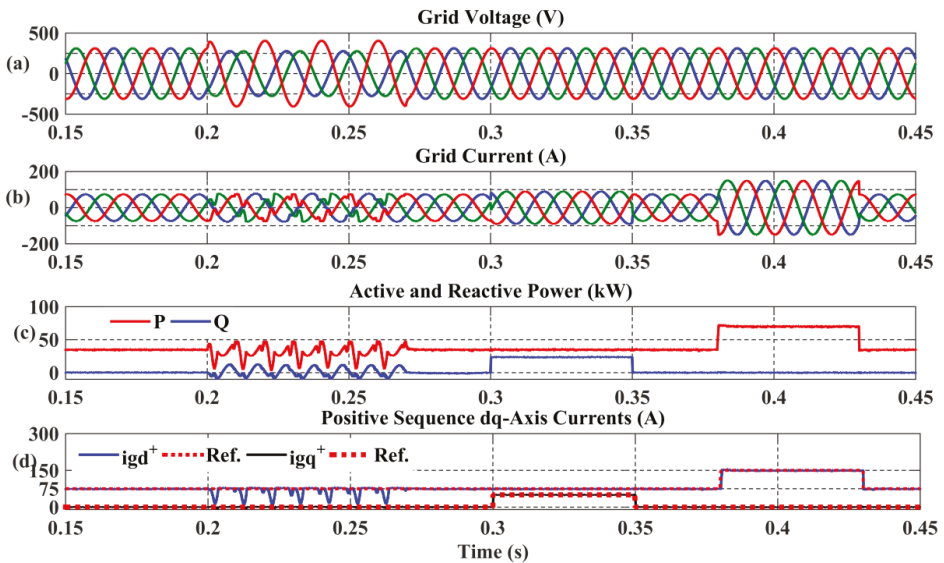 Grid Voltage (V)
500
(a) 0
-500
0.15 0.2 0.25 0.3 0.35 0.4 0.45
Grid Current (A)
200
(b) 0
-200
0.15 0.2 0.25 0.3 0.35 0.4 0.45
Active and Reactive Power (kW)
100
P Q
(c) 50
0
0.15 0.2 0.25 0.3 0.35 0.4 0.45
Positive Sequence dq-Axis Currents (A)
300
(d) igd+ Ref. igq+ Ref.
150
75
0
0.15 0.2 0.25 0.3 0.35 0.4 0.45
Time (s)